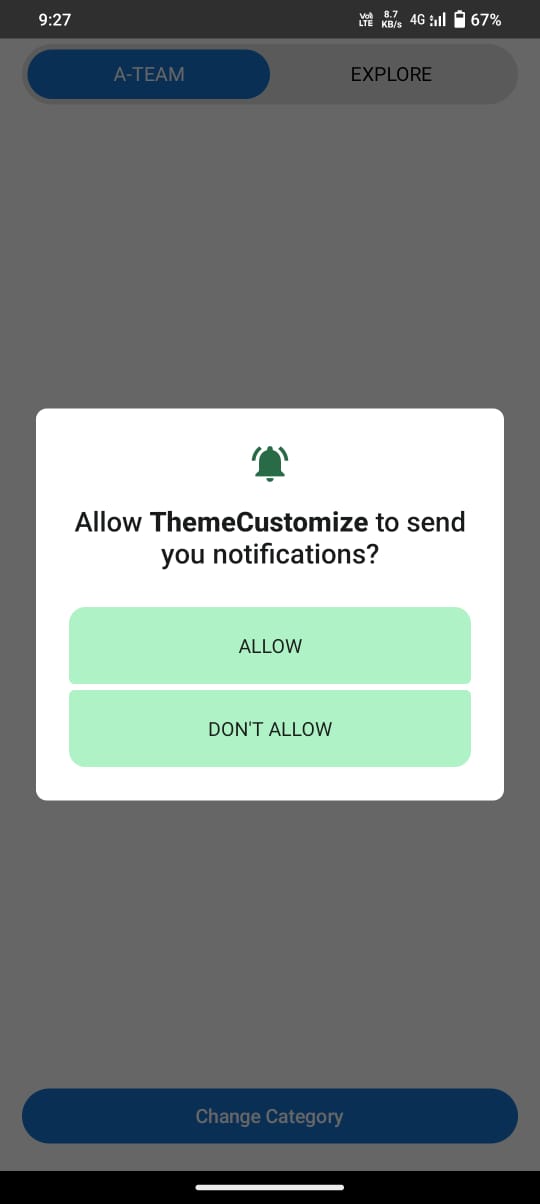 9:27 Vo) LTE 8.7 KB/s 4G 67%
A-TEAM EXPLORE
Allow ThemeCustomize to send
you notifications?
ALLOW
DON'T ALLOW
Change Category